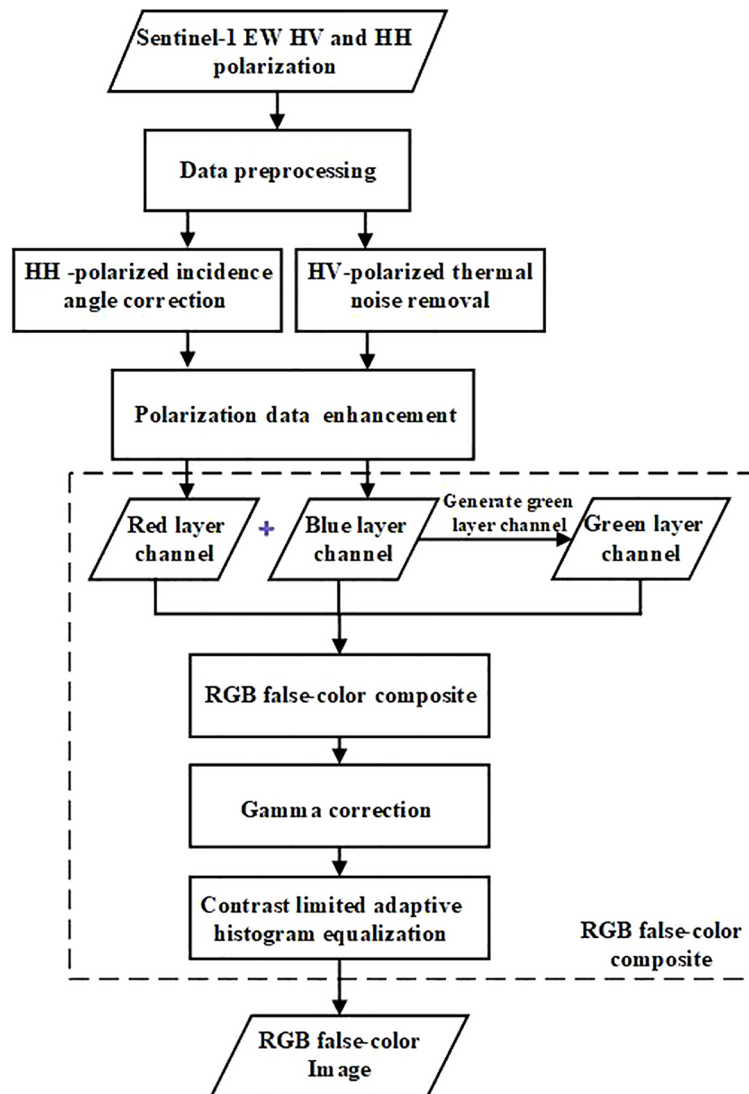 Sentinel-1 EW HV and HH
polarization
Data preprocessing
HH -polarized incidence
angle correction
HV-polarized thermal
noise removal
Polarization data enhancement
Red layer
channel
+
Blue layer
channel
Generate green
layer channel
Green layer
channel
RGB false-color composite
Gamma correction
Contrast limited adaptive
histogram equalization
RGB false-color
composite
RGB false-color
Image